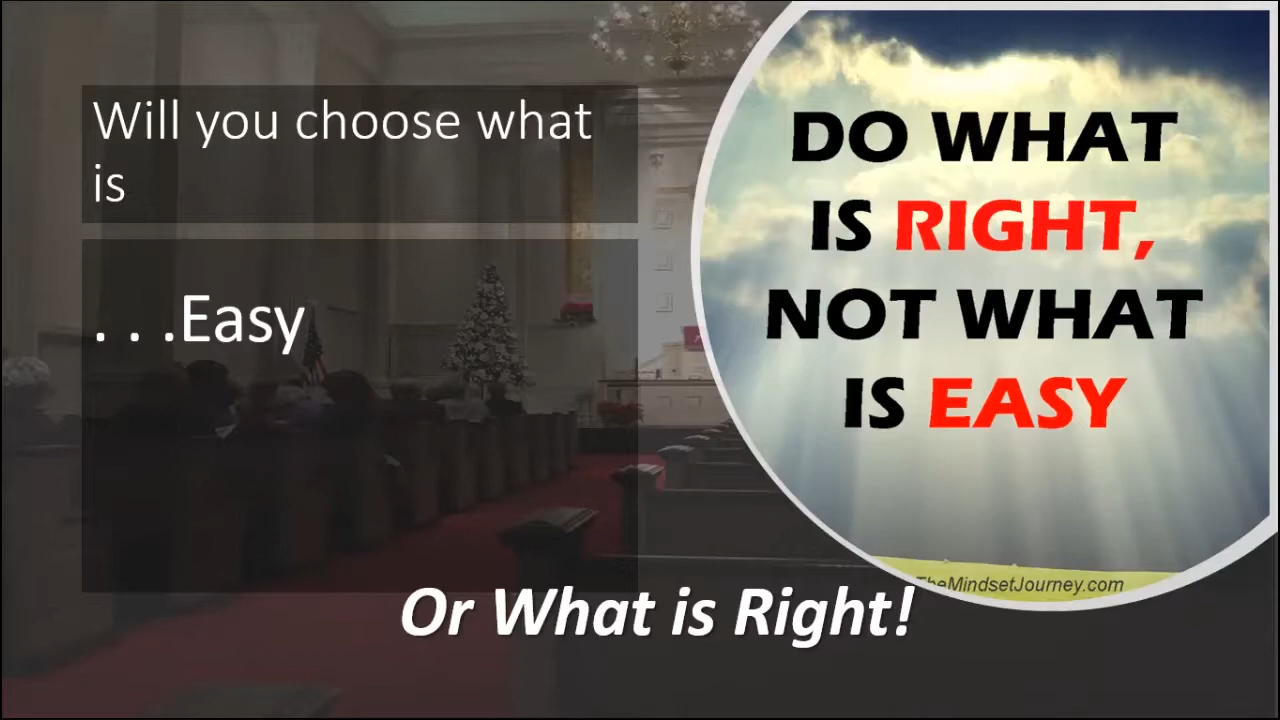 Will you choose what
is
. . .Easy
Or What is Right!
DO WHAT
IS RIGHT,
NOT WHAT
IS EASY
TheMindsetJourney.com